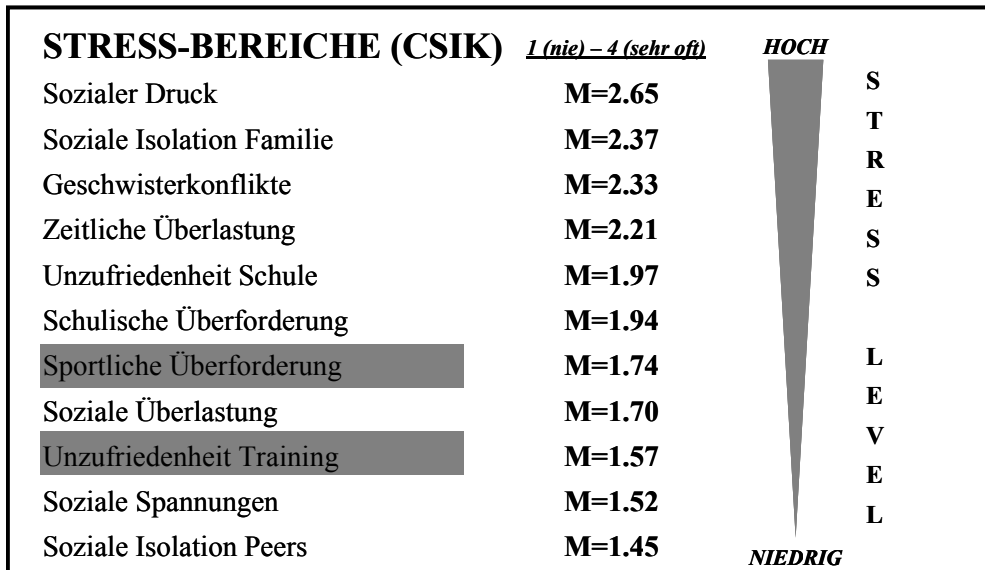 STRESS-BEREICHE (CSIK) 1 (nie) – 4 (sehr oft) HOCH
Sozialer Druck M=2.65
Soziale Isolation Familie M=2.37
Geschwisterkonflikte M=2.33
Zeitliche Überlastung M=2.21
Unzufriedenheit Schule M=1.97
Schulische Überforderung M=1.94
Sportliche Überforderung M=1.74
Soziale Überlastung M=1.70
Unzufriedenheit Training M=1.57
Soziale Spannungen M=1.52
Soziale Isolation Peers M=1.45
NIEDRIG
STRESS LEVEL